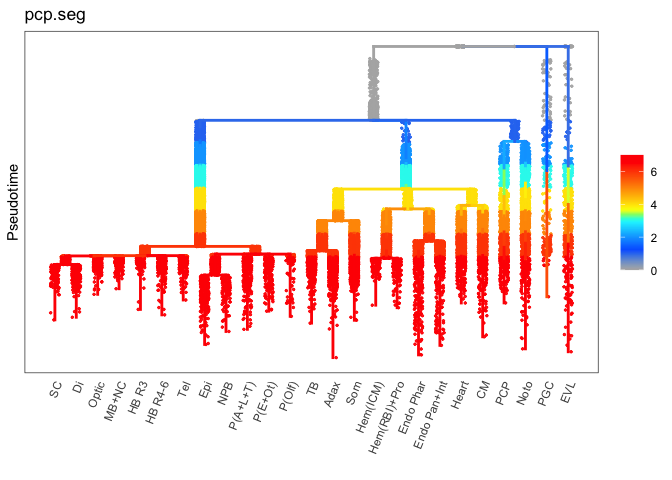 pcp.seg
Pseudotime
6
4
2
0
SC
Di
Optic
MB+NC
HB R3
HB R4-6
Tel
Epi
NPB
P(A+L+T)
P(E+Ot)
P(Olf)
TB
Adax
Som
Hem(ICM)
Hem(RBI)+Pro
Endo Phar
Endo Pan+Int
Heart
CM
PCP
Noto
PGC
EVL